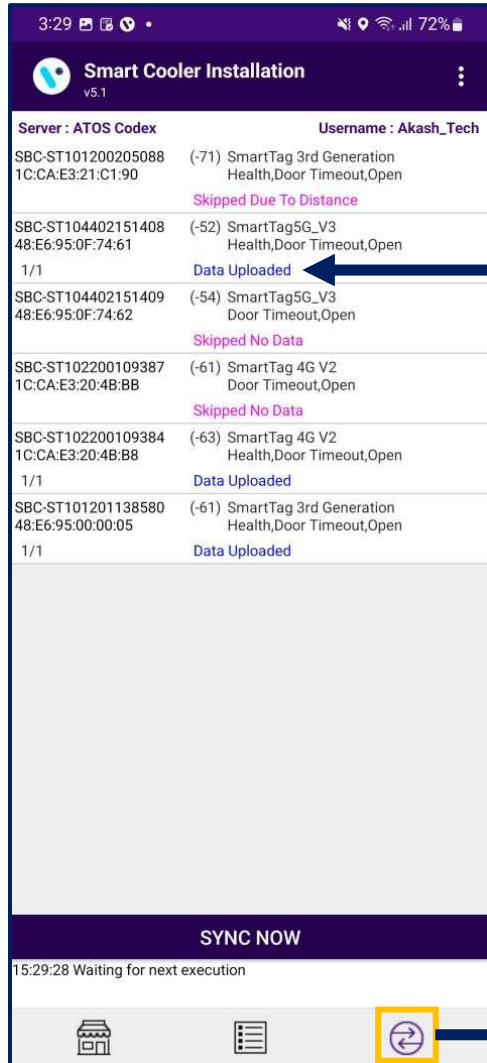 3:29 72%
Smart Cooler Installation
v5.1
Server : ATOS Codex Username : Akash_Tech
SBC-ST101200205088 (-71) SmartTag 3rd Generation
1C:CA:E3:21:C1:90 Health,Door Timeout,Open
Skipped Due To Distance
SBC-ST104402151408 (-52) SmartTag5G_V3
48:E6:95:0F:74:61 Health,Door Timeout,Open
1/1 Data Uploaded
SBC-ST104402151409 (-54) SmartTag5G_V3
48:E6:95:0F:74:62 Door Timeout,Open
Skipped No Data
SBC-ST102200109387 (-61) SmartTag 4G V2
1C:CA:E3:20:4B:BB Door Timeout,Open
Skipped No Data
SBC-ST102200109384 (-63) SmartTag 4G V2
1C:CA:E3:20:4B:B8 Health,Door Timeout,Open
1/1 Data Uploaded
SBC-ST101201138580 (-61) SmartTag 3rd Generation
48:E6:95:00:00:05 Health,Door Timeout,Open
1/1 Data Uploaded
SYNC NOW
15:29:28 Waiting for next execution